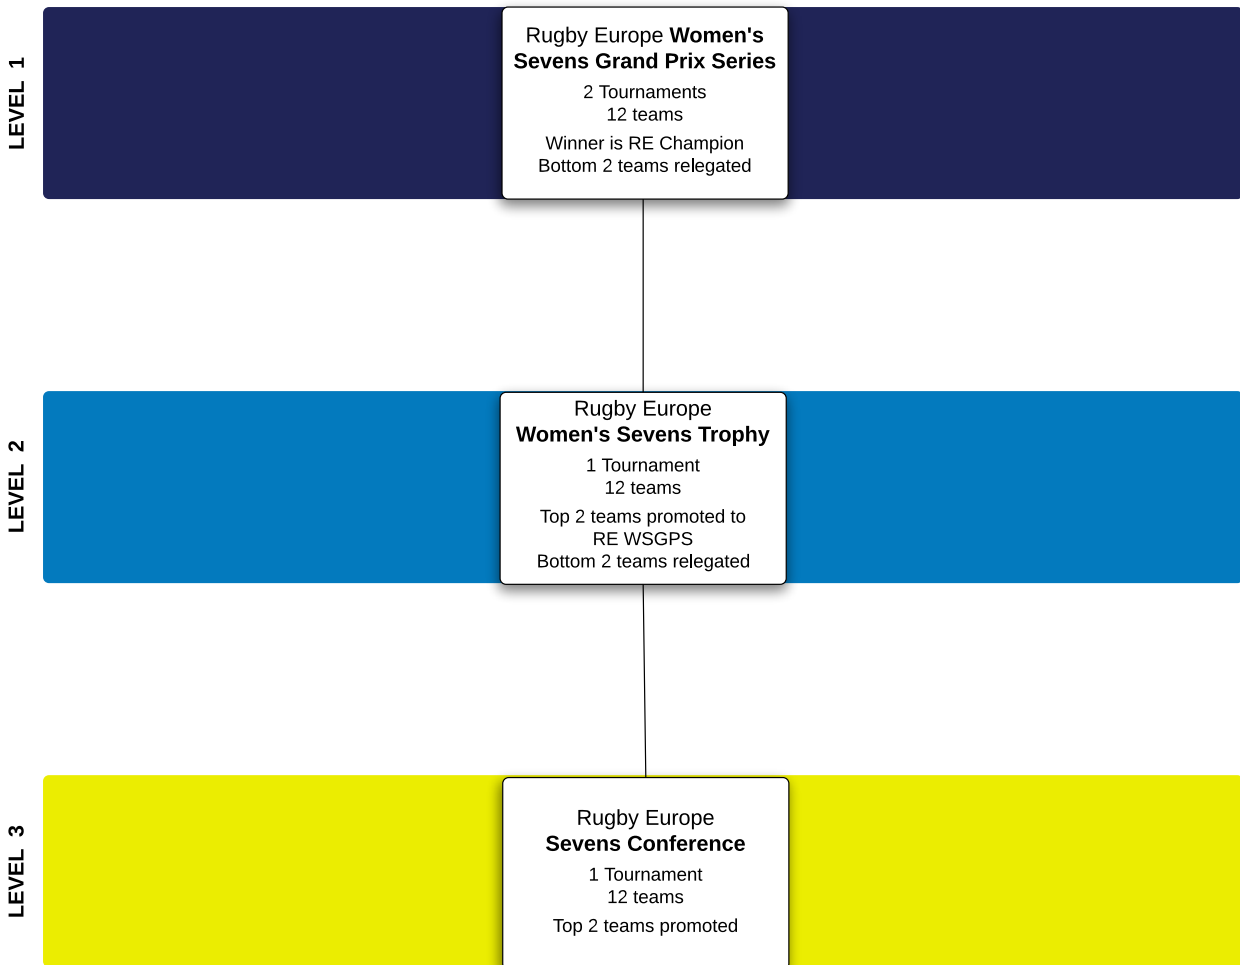 LEVEL 1
Rugby Europe Women's
Sevens Grand Prix Series
2 Tournaments
12 teams
Winner is RE Champion
Bottom 2 teams relegated
LEVEL 2
Rugby Europe
Women's Sevens Trophy
1 Tournament
12 teams
Top 2 teams promoted to
RE WSGPS
Bottom 2 teams relegated
LEVEL 3
Rugby Europe
Sevens Conference
1 Tournament
12 teams
Top 2 teams promoted